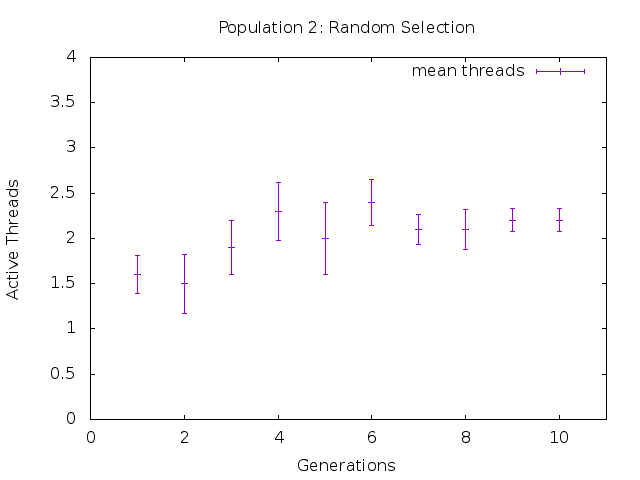 Population 2: Random Selection
mean threads
Active Threads
4
3.5
3
2.5
2
1.5
1
0.5
0
0 2 4 6 8 10
Generations